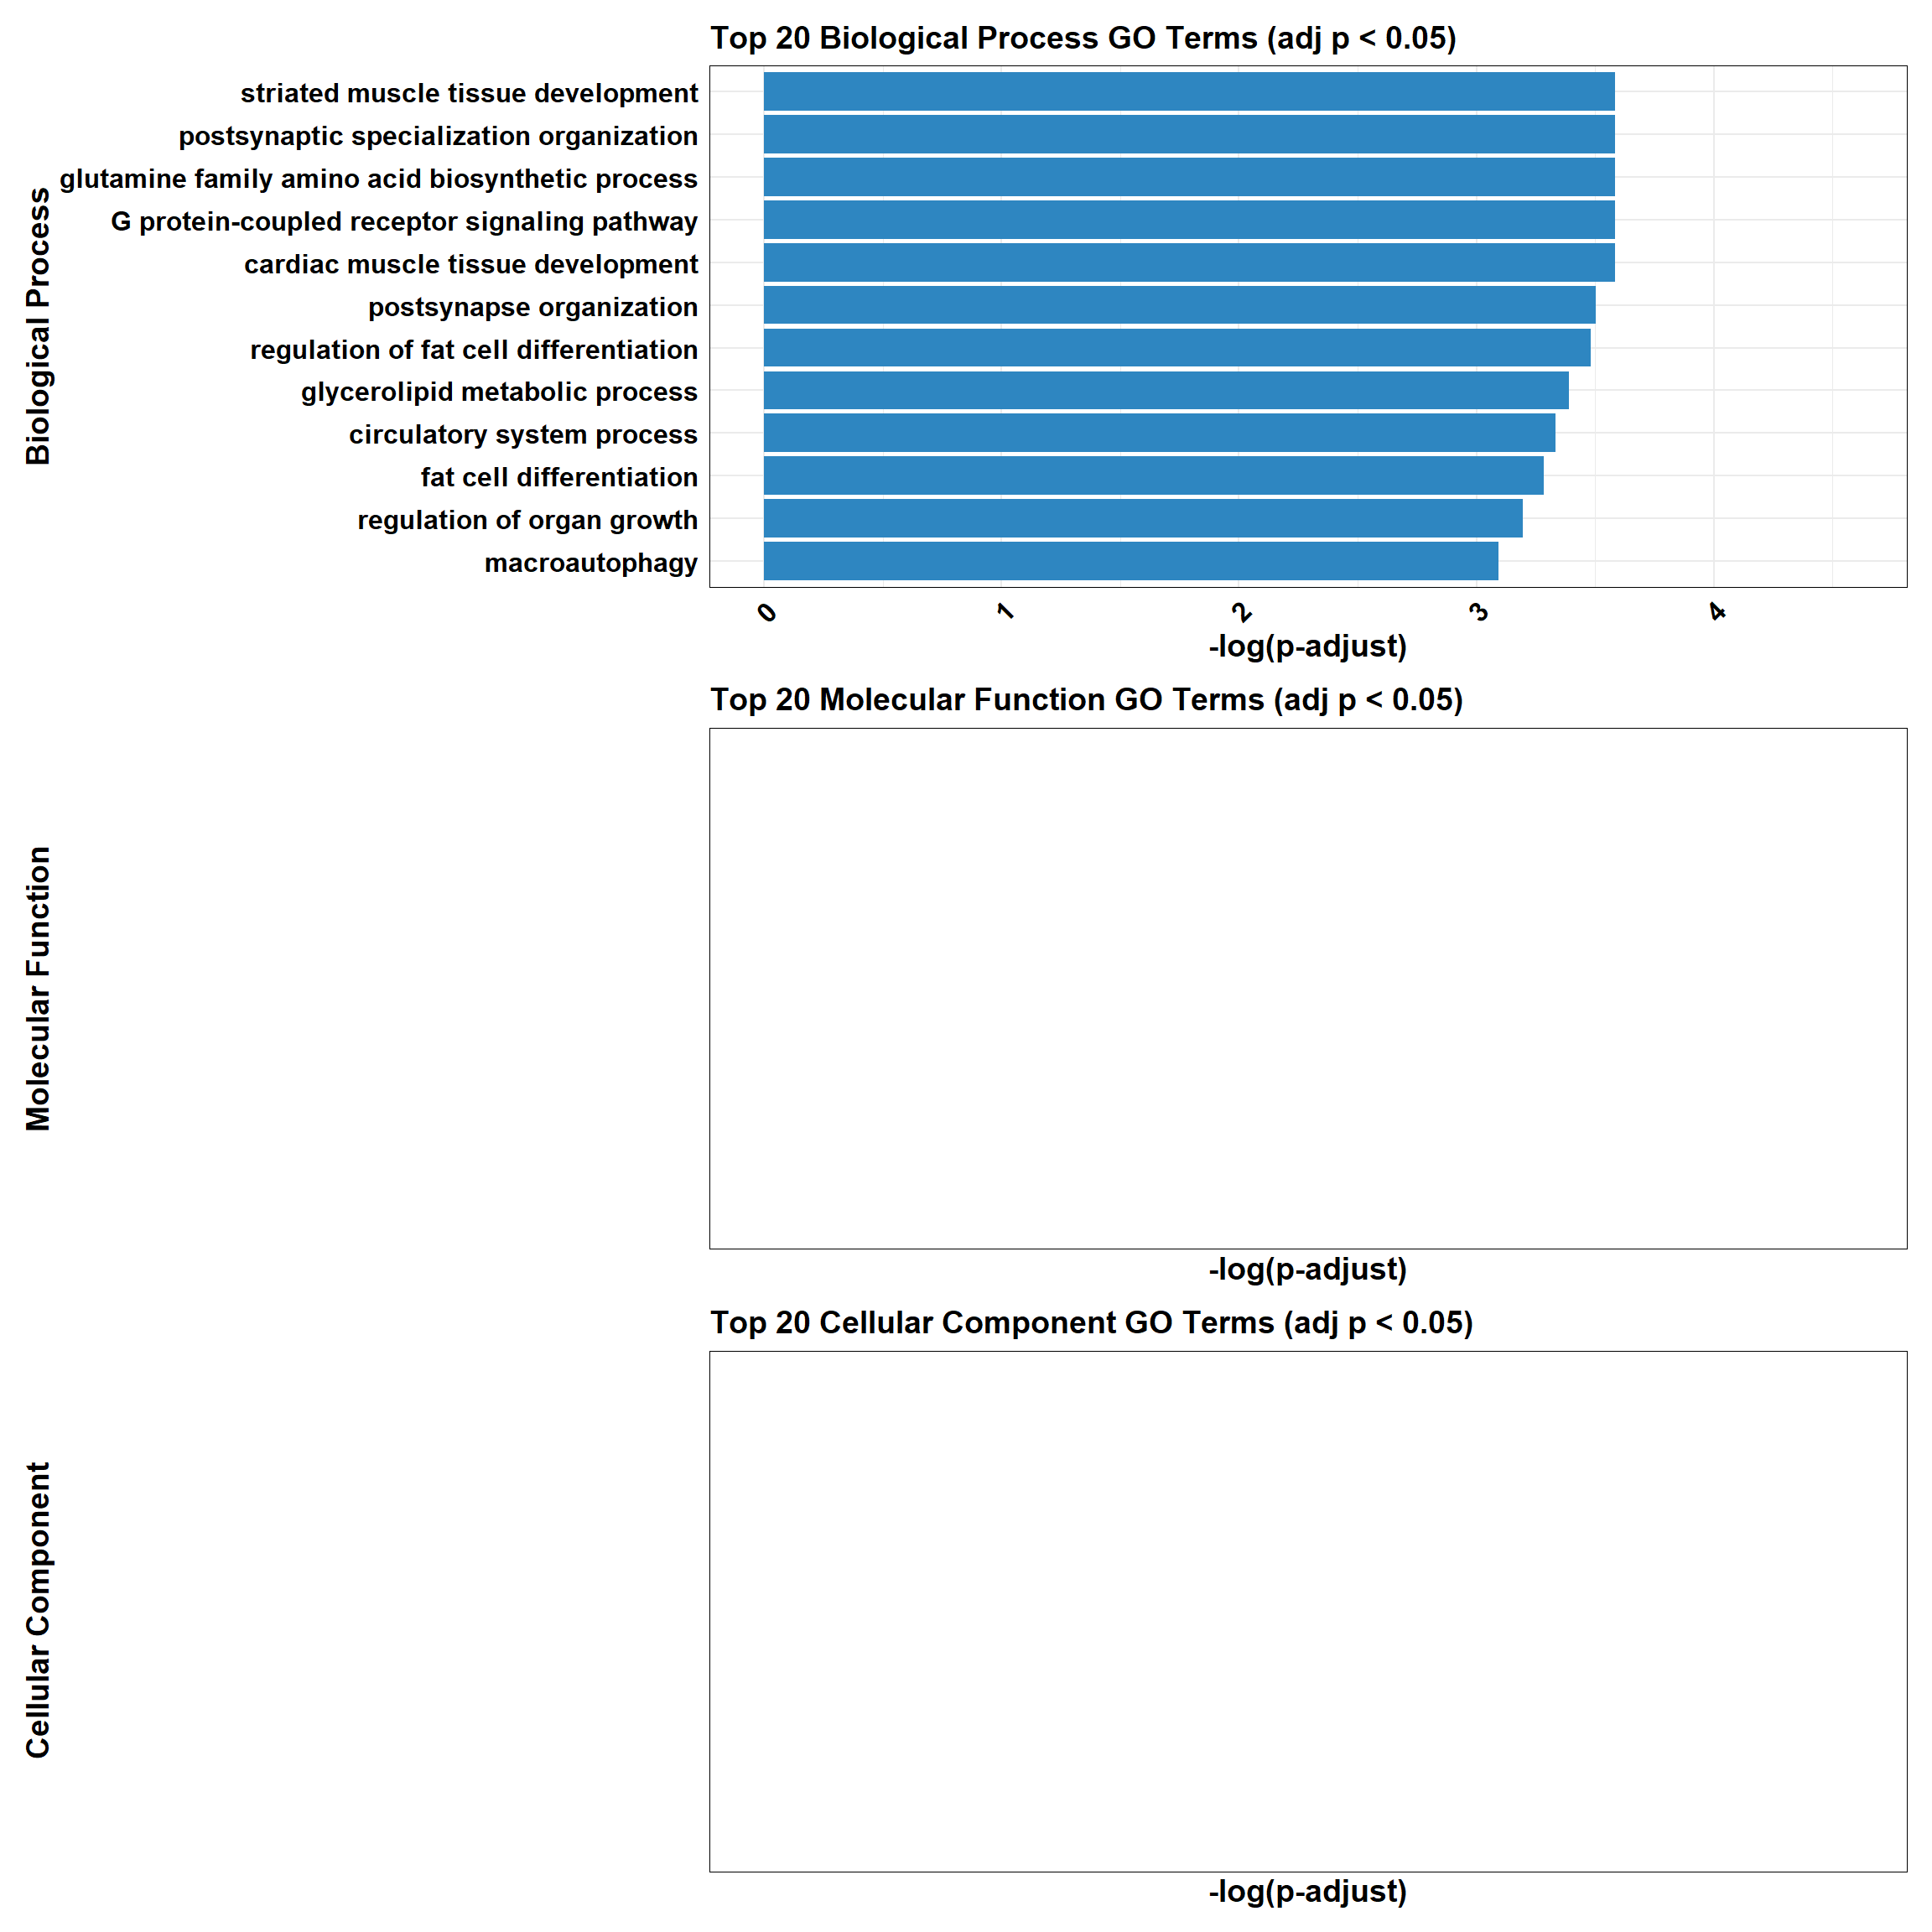 Top 20 Biological Process GO Terms (adj p < 0.05)
Biological Process
striated muscle tissue development
postsynaptic specialization organization
glutamine family amino acid biosynthetic process
G protein-coupled receptor signaling pathway
cardiac muscle tissue development
postsynapse organization
regulation of fat cell differentiation
glycerolipid metabolic process
circulatory system process
fat cell differentiation
regulation of organ growth
macroautophagy
0 1 2 3 4
-log(p-adjust)
Top 20 Molecular Function GO Terms (adj p < 0.05)
Molecular Function
-log(p-adjust)
Top 20 Cellular Component GO Terms (adj p < 0.05)
Cellular Component
-log(p-adjust)